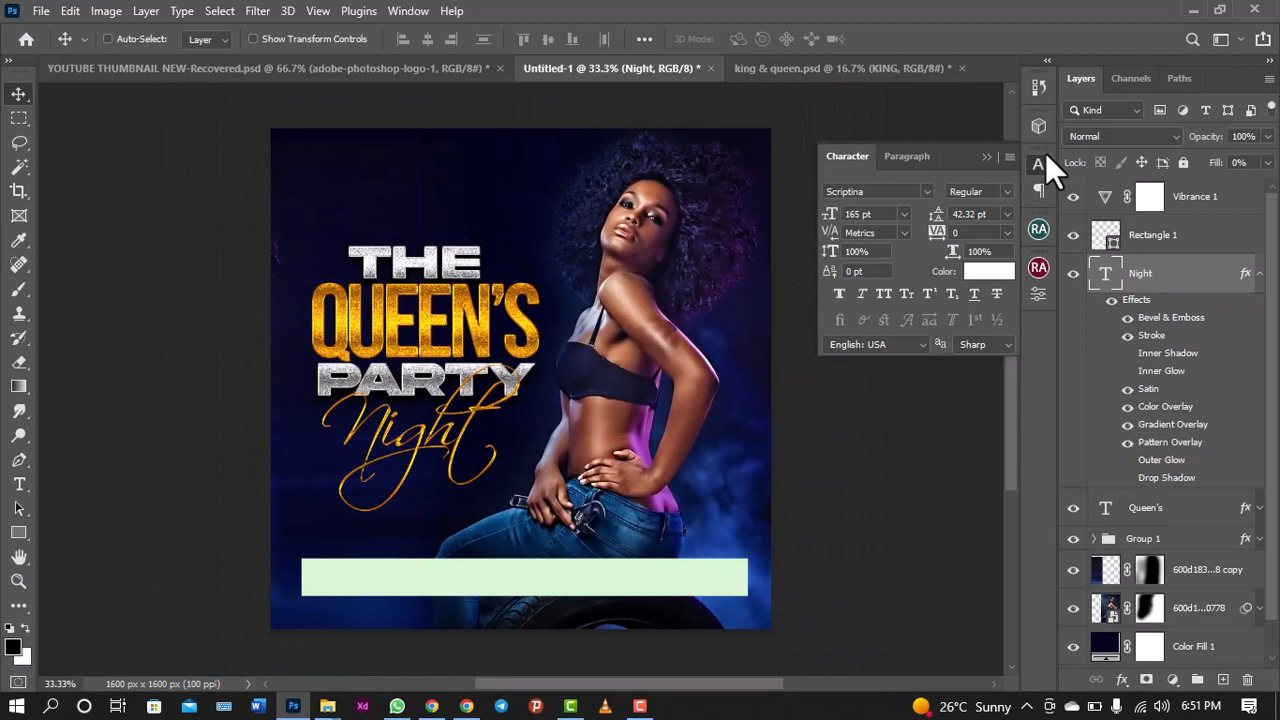 Ps File Edit Image Layer Type Select Filter 3D View Plugins Window Help
Auto-Select: Layer Show Transform Controls 3D Mode:
YOUTUBE THUMBNAIL NEW-Recovered.psd @ 66.7% (adobe-photoshop-logo-1, RGB/8#) * × Untitled-1 @ 33.3% (Night, RGB/8) * × king & queen.psd @ 16.7% (KING, RGB/8#) * ×
Layers Channels Paths
Kind
Normal Opacity: 100%
Lock: Fill: 0%
Character Paragraph
Scriptina Regular
165 pt 42.32 pt
Metrics 0
100% 100%
0 pt Color:
English: USA Sharp
RA
RA
Vibrance 1
Rectangle 1
Night fx
Effects
Bevel & Emboss
Stroke
Inner Shadow
Inner Glow
Satin
Color Overlay
Gradient Overlay
Pattern Overlay
Outer Glow
Drop Shadow
Queen's fx
Group 1 fx
600d183...8 copy
600d1...0778
Color Fill 1
THE
QUEEN'S
PARTY
Night
33.33% 1600 px x 1600 px (100 ppi)
26°C Sunny 6:51 PM